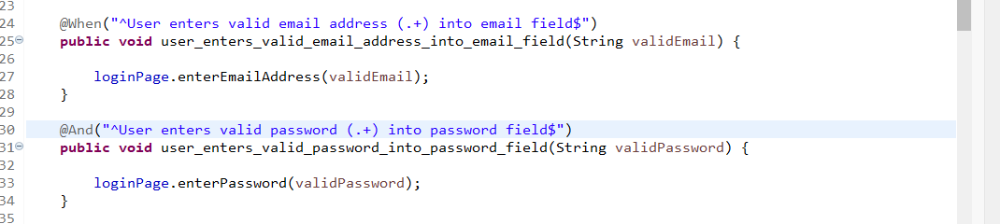 23
24 @When("^User enters valid email address (.+) into email field$")
25 public void user_enters_valid_email_address_into_email_field(String validEmail) {
26
27 loginPage.enterEmailAddress(validEmail);
28 }
29
30 @And("^User enters valid password (.+) into password field$")
31 public void user_enters_valid_password_into_password_field(String validPassword) {
32
33 loginPage.enterPassword(validPassword);
34 }
35